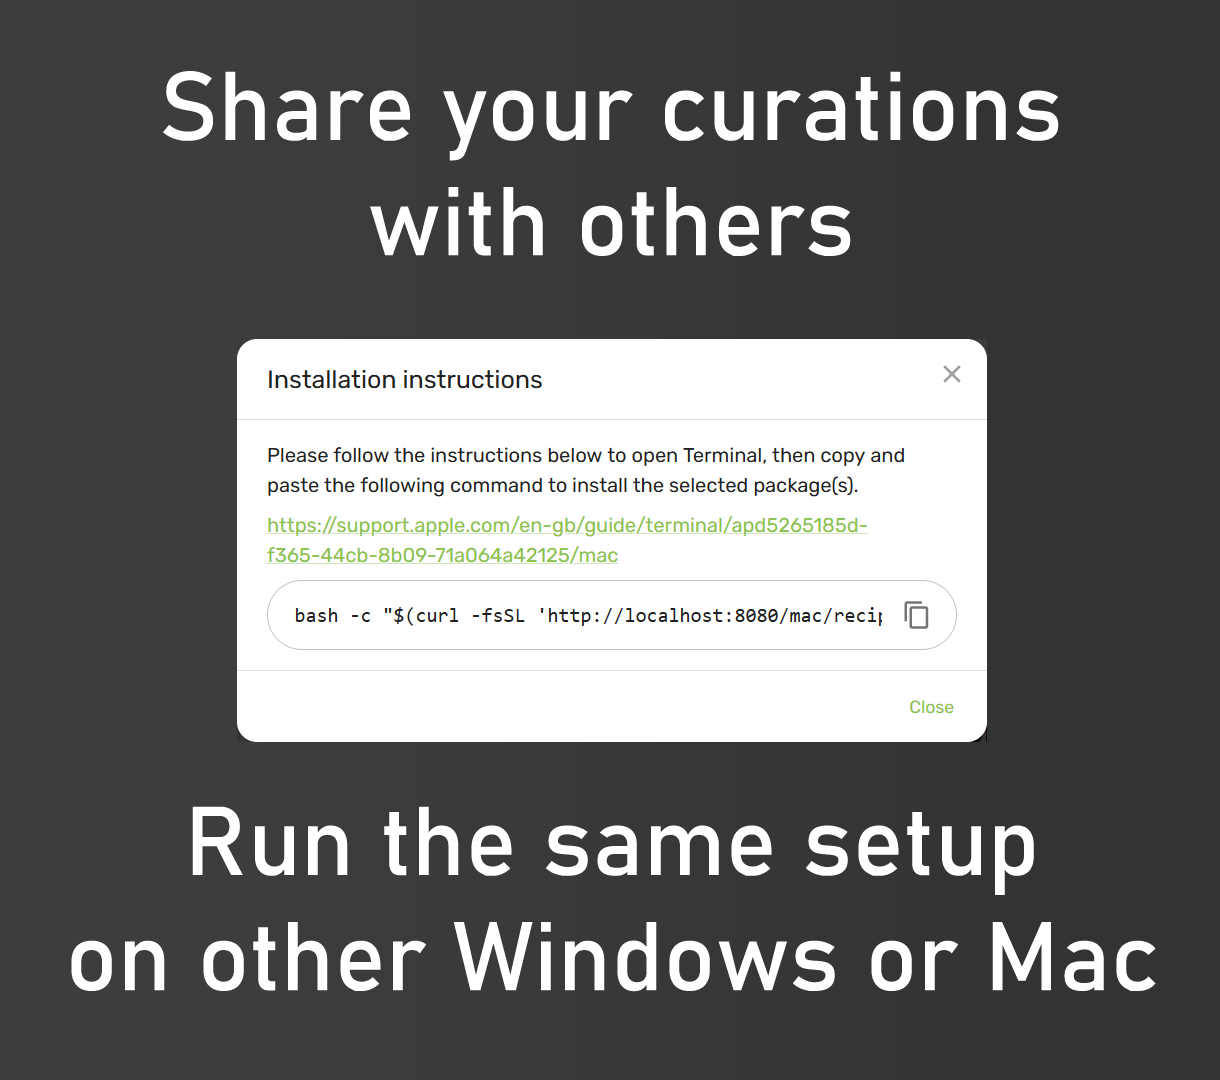 Share your curations
with others
Installation instructions
Please follow the instructions below to open Terminal, then copy and
paste the following command to install the selected package(s).
https://support.apple.com/en-gb/guide/terminal/apd5265185d-
f365-44cb-8b09-71a064a42125/mac
bash -c "$(curl -fsSL 'http://localhost:8080/mac/recip
Close
Run the same setup
on other Windows or Mac